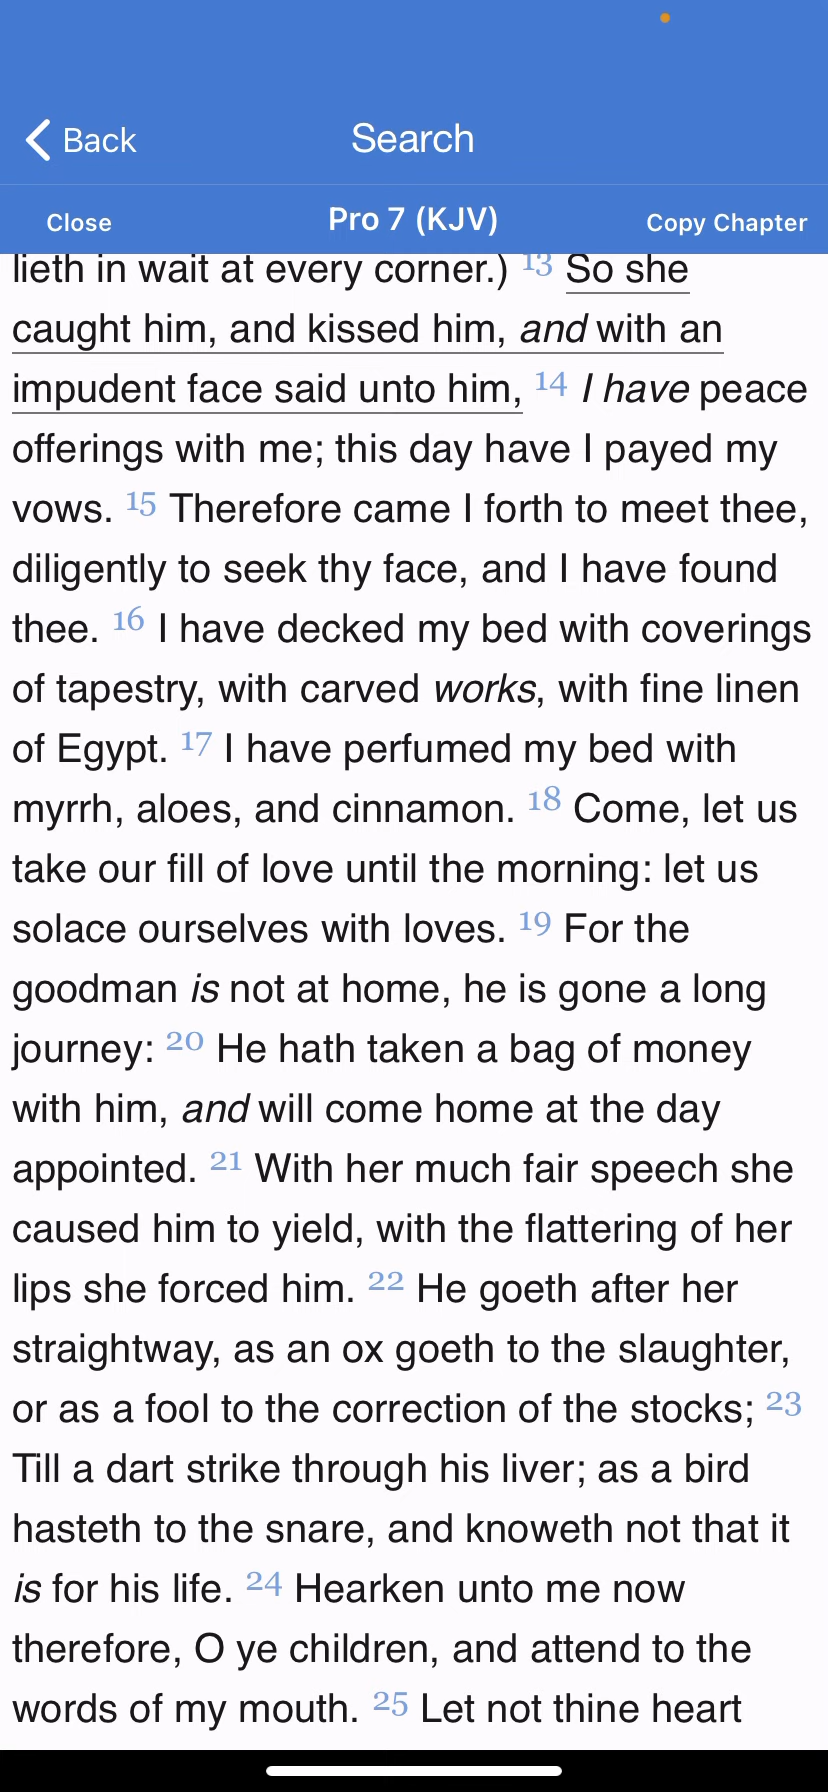 Back
Search
Close
Pro 7 (KJV)
Copy Chapter
lieth in wait at every corner.) 13 So she
caught him, and kissed him, and with an
impudent face said unto him, 14 I have peace
offerings with me; this day have I payed my
vows. 15 Therefore came I forth to meet thee,
diligently to seek thy face, and I have found
thee. 16 I have decked my bed with coverings
of tapestry, with carved works, with fine linen
of Egypt. 17 I have perfumed my bed with
myrrh, aloes, and cinnamon. 18 Come, let us
take our fill of love until the morning: let us
solace ourselves with loves. 19 For the
goodman is not at home, he is gone a long
journey: 20 He hath taken a bag of money
with him, and will come home at the day
appointed. 21 With her much fair speech she
caused him to yield, with the flattering of her
lips she forced him. 22 He goeth after her
straightway, as an ox goeth to the slaughter,
or as a fool to the correction of the stocks; 23
Till a dart strike through his liver; as a bird
hasteth to the snare, and knoweth not that it
is for his life. 24 Hearken unto me now
therefore, O ye children, and attend to the
words of my mouth. 25 Let not thine heart